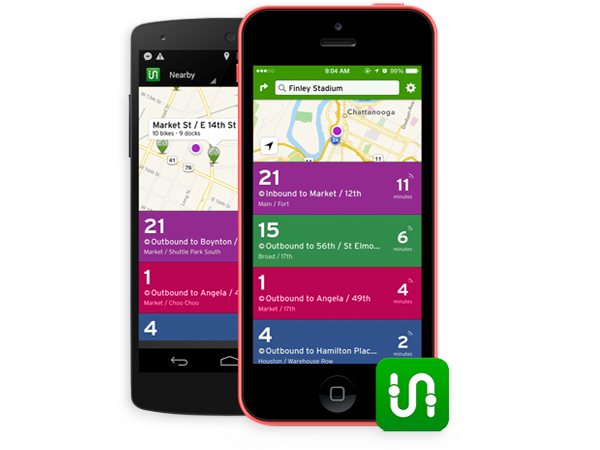 Nearby
Market St / E 14th St
10 bikes - 9 docks
41
76
21
Outbound to Boynton /
Market / Shuttle Park South
1
Outbound to Angela / 4
Market / Choo Choo
4
9:04 AM
99%
Finley Stadium
Chattanooga
24
21
Inbound to Market / 12th
Main / Fort
11
minutes
15
Outbound to 56th / St Elmo...
Broad / 17th
6
minutes
1
Outbound to Angela / 49th
Market / 17th
4
minutes
4
Outbound to Hamilton Plac...
Houston / Warehouse Row
2
minutes